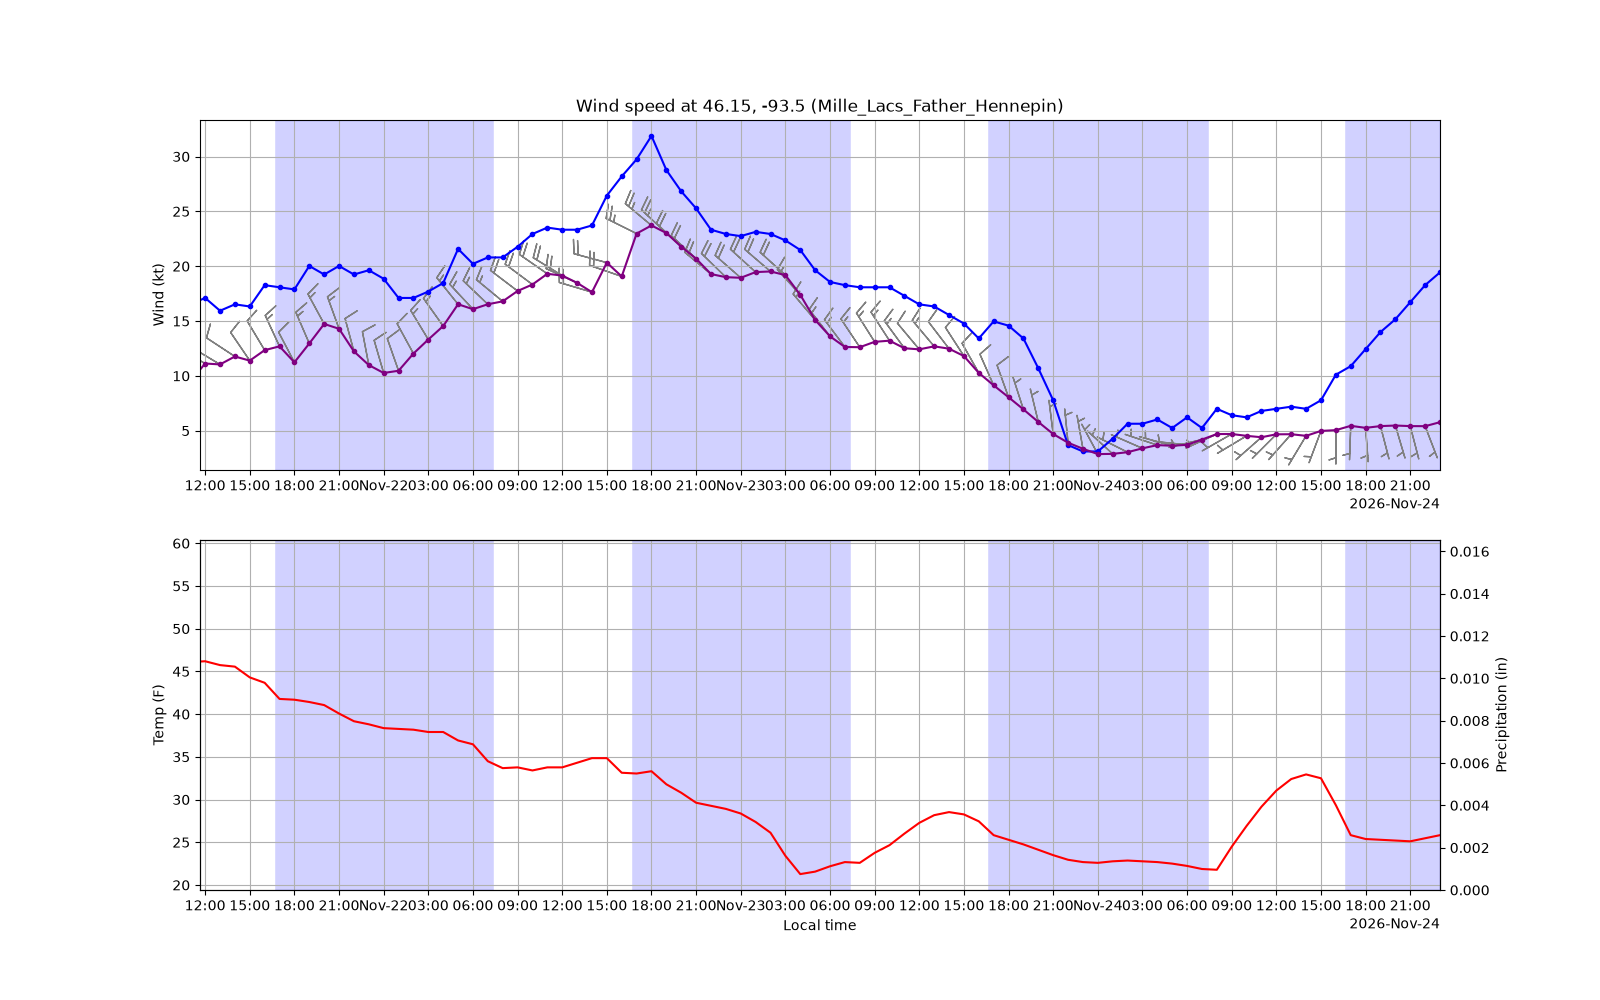 Wind speed at 46.15, -93.5 (Mille_Lacs_Father_Hennepin)
Wind (kt)
30
25
20
15
10
5
12:00 15:00 18:00 21:00 Nov-22 03:00 06:00 09:00 12:00 15:00 18:00 21:00 Nov-23 03:00 06:00 09:00 12:00 15:00 18:00 21:00 Nov-24 03:00 06:00 09:00 12:00 15:00 18:00 21:00
2026-Nov-24
Temp (F)
60
55
50
45
40
35
30
25
20
0.016
0.014
0.012
0.010
0.008
0.006
0.004
0.002
0.000
Precipitation (in)
12:00 15:00 18:00 21:00 Nov-22 03:00 06:00 09:00 12:00 15:00 18:00 21:00 Nov-23 03:00 06:00 09:00 12:00 15:00 18:00 21:00 Nov-24 03:00 06:00 09:00 12:00 15:00 18:00 21:00
Local time
2026-Nov-24